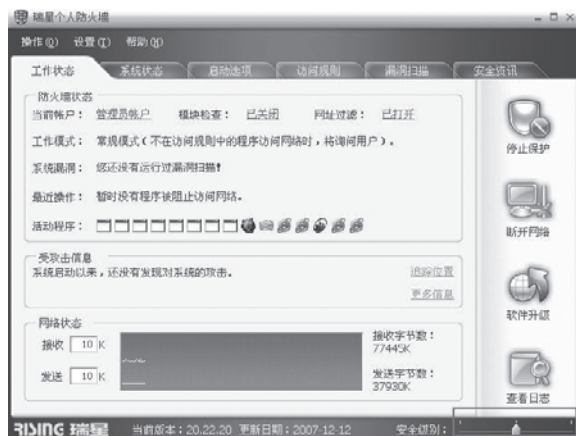 瑞星个人防火墙
操作(O) 设置(T) 帮助(H)
工作状态 系统状态 启动选项 访问规则 漏洞扫描 安全资讯
防火墙状态
当前帐户： 管理员帐户 模块检查： 已关闭 网址过滤： 已打开
工作模式： 常规模式(不在访问规则中的程序访问网络时，将询问用户)。
系统漏洞： 您还没有运行过漏洞扫描!
最近操作： 暂时没有程序被阻止访问网络。
活动程序：
受攻击信息
系统启动以来，还没有发现对系统的攻击。
追踪位置
更多信息
网络状态
接收 10 K
发送 10 K
接收字节数：
77445K
发送字节数：
37930K
停止保护
断开网络
软件升级
查看日志
RISING 瑞星 当前版本：20.22.20 更新日期：2007-12-12 安全级别：